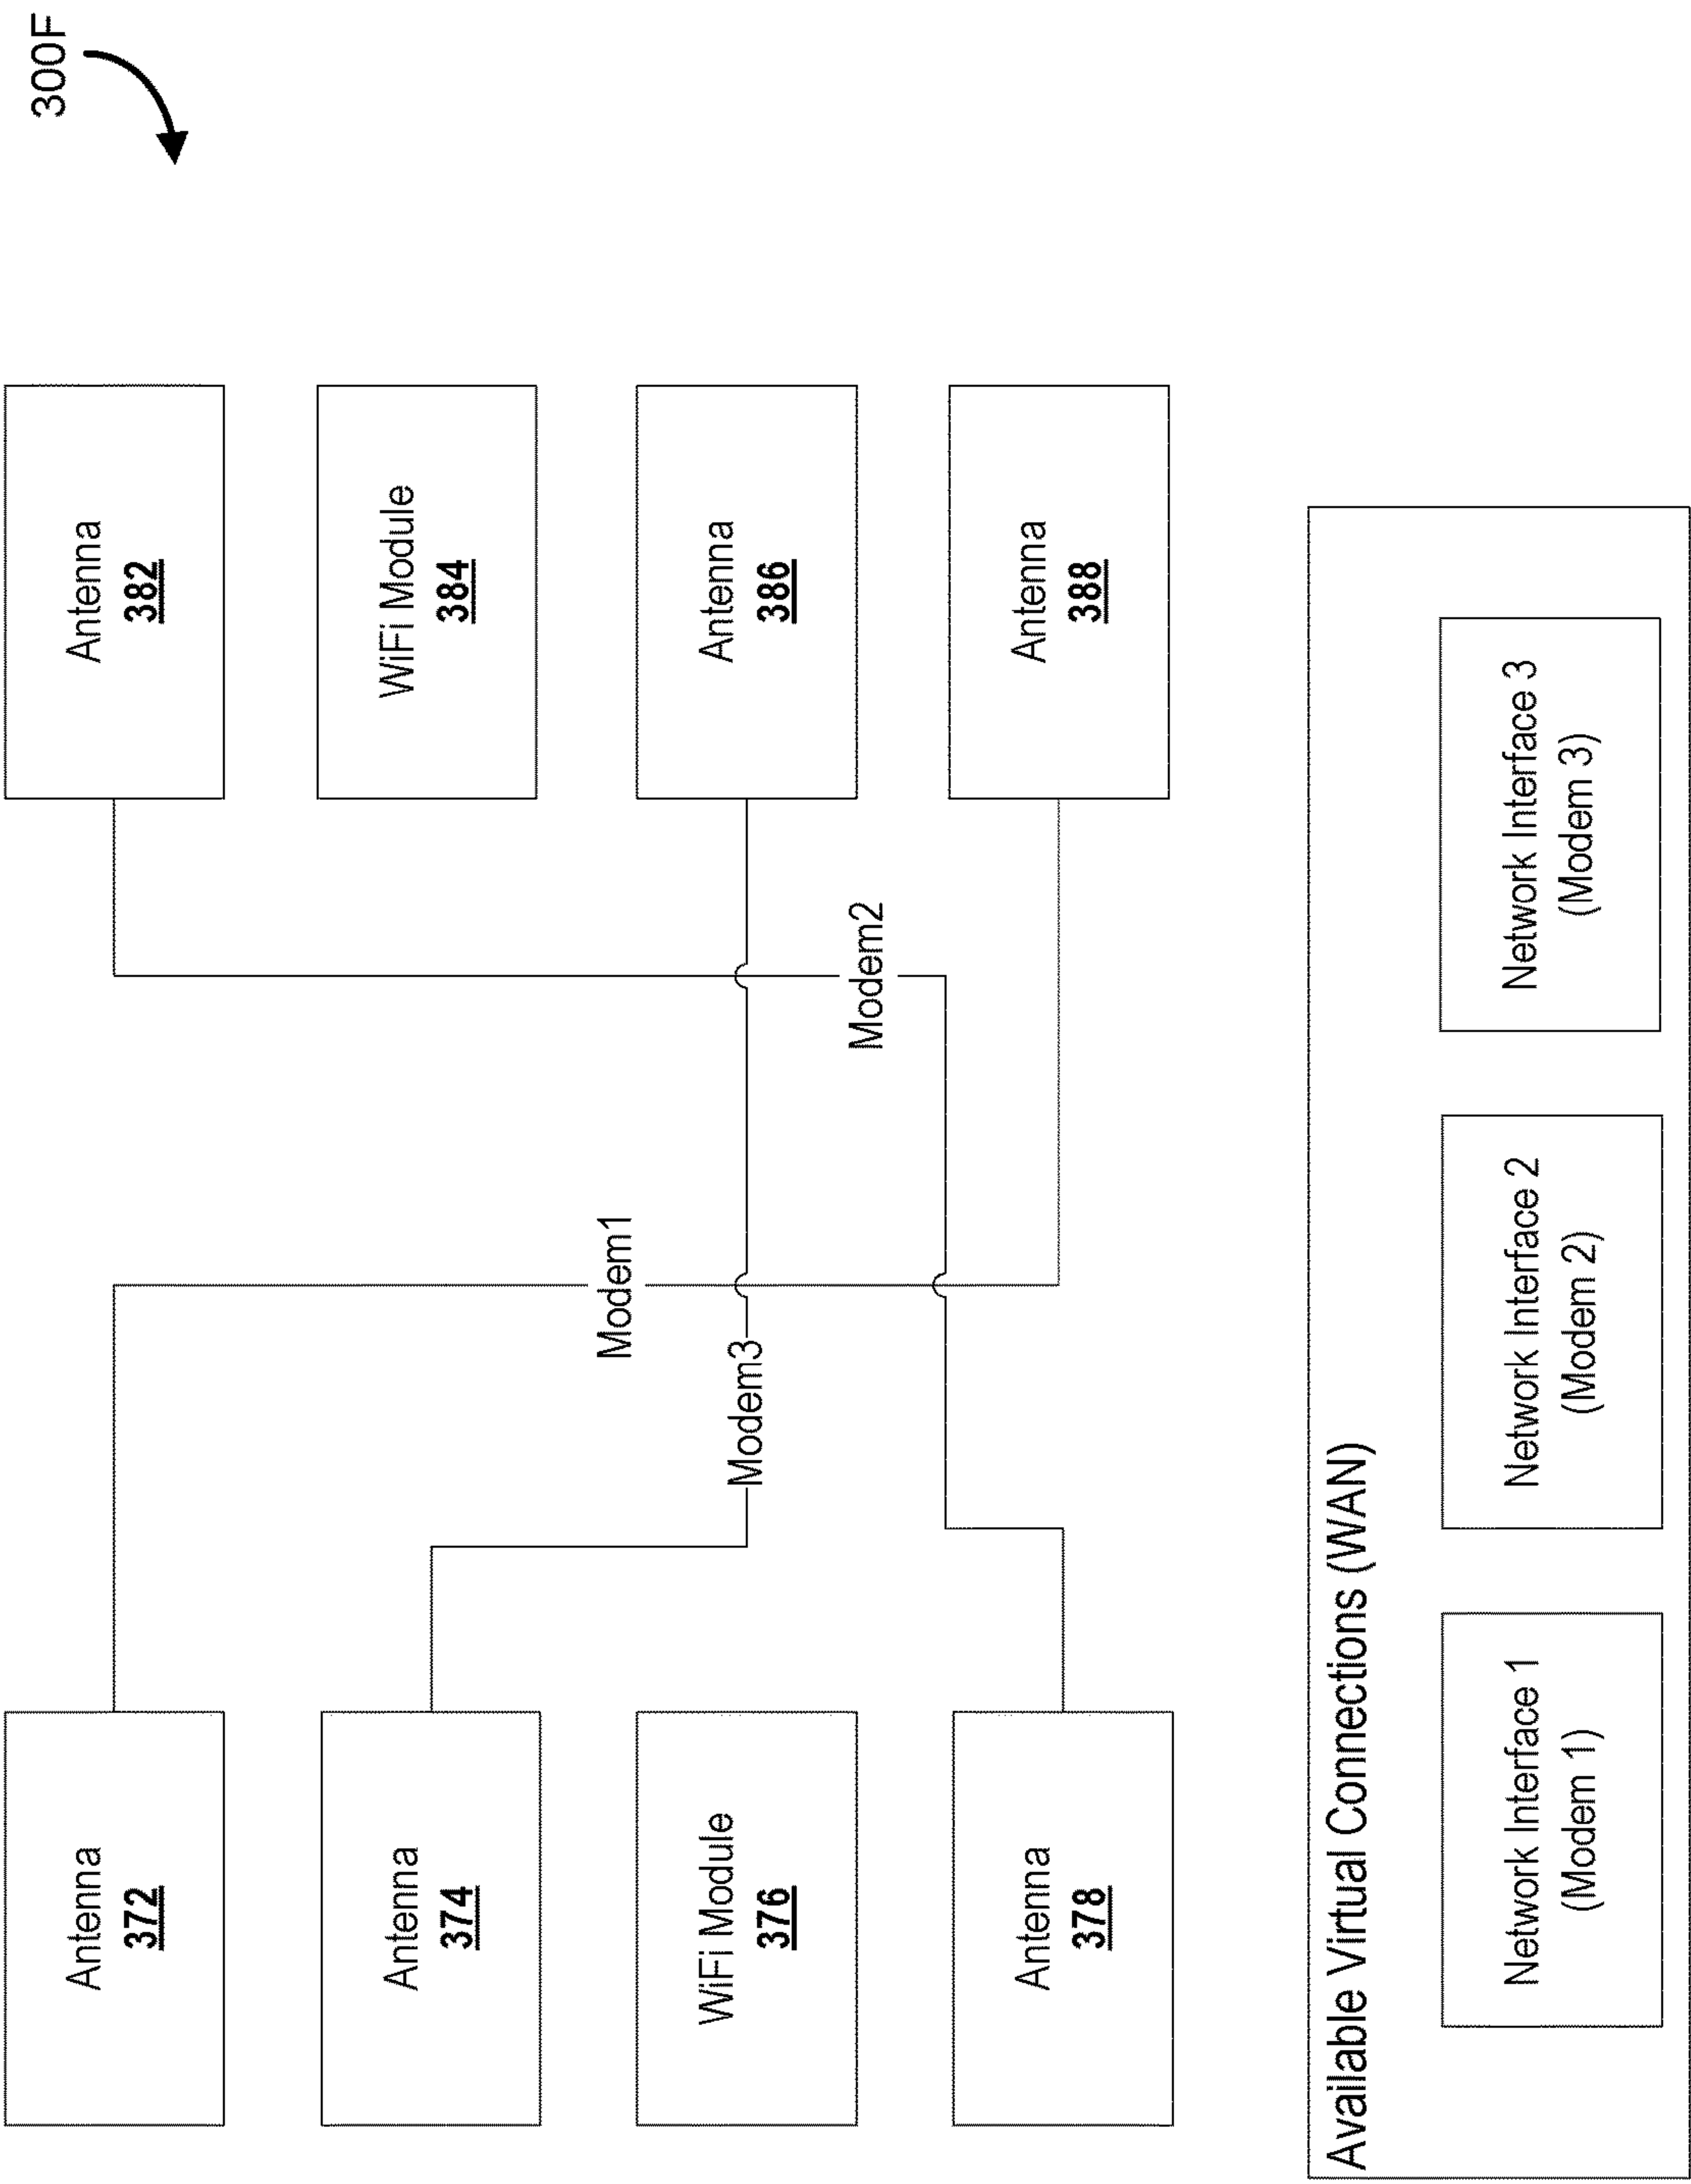 300F
Antenna
372
Antenna
382
Antenna
374
WiFi Module
384
WiFi Module
376
Antenna
386
Antenna
378
Antenna
388
Modem1
Modem3
Modem2
Available Virtual Connections (WAN)
Network Interface 1
(Modem 1)
Network Interface 2
(Modem 2)
Network Interface 3
(Modem 3)